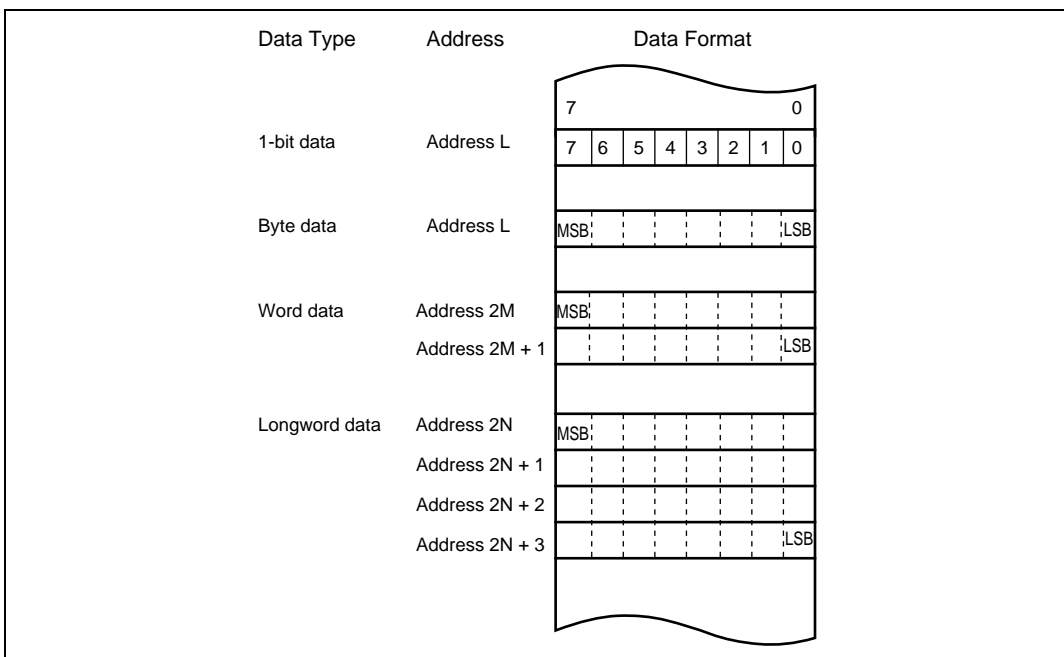 Data Type Address Data Format
7 0
1-bit data Address L 7 6 5 4 3 2 1 0
Byte data Address L MSB LSB
Word data Address 2M MSB
Address 2M + 1 LSB
Longword data Address 2N MSB
Address 2N + 1
Address 2N + 2
Address 2N + 3 LSB